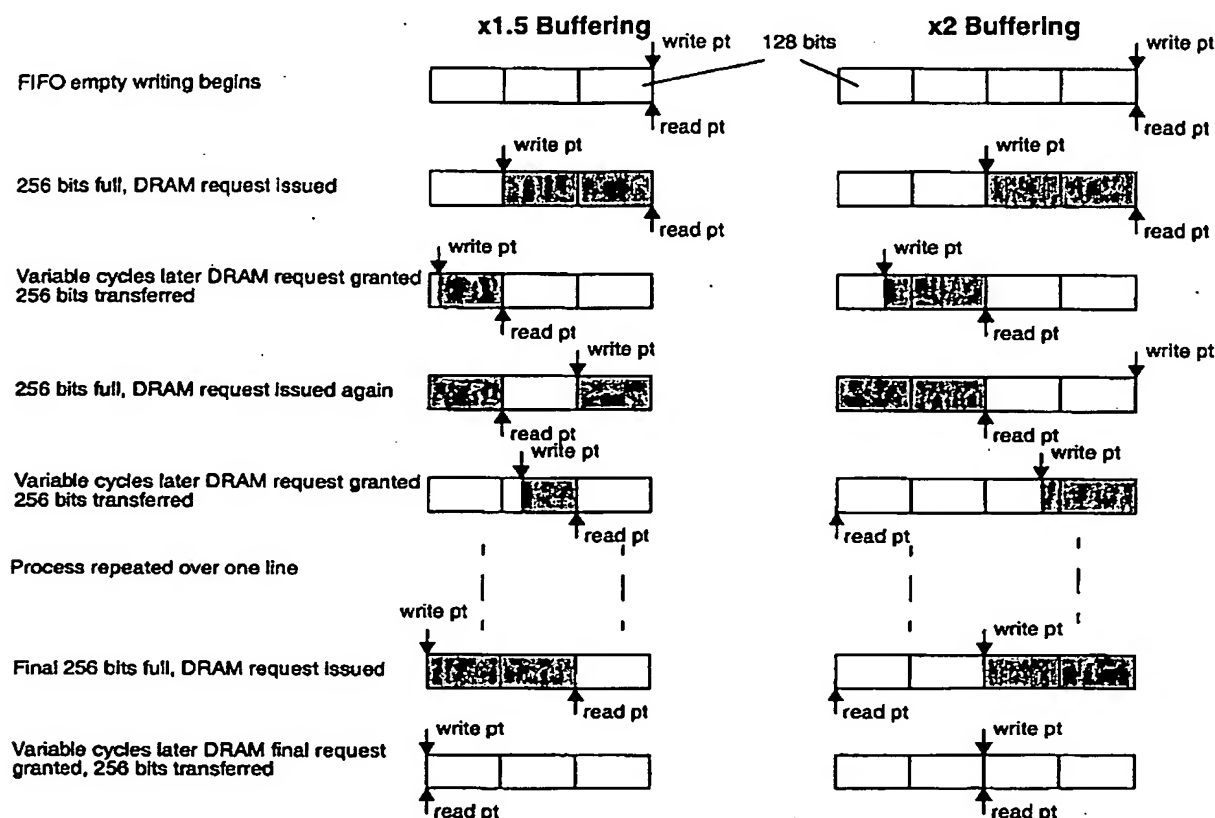 x1.5 Buffering
x2 Buffering
write pt
128 bits
write pt
FIFO empty writing begins
read pt
read pt
write pt
write pt
256 bits full, DRAM request issued
read pt
read pt
write pt
write pt
Variable cycles later DRAM request granted
256 bits transferred
read pt
read pt
write pt
write pt
256 bits full, DRAM request issued again
read pt
read pt
write pt
write pt
Variable cycles later DRAM request granted
256 bits transferred
read pt
read pt
Process repeated over one line
write pt
write pt
Final 256 bits full, DRAM request issued
read pt
read pt
write pt
write pt
Variable cycles later DRAM final request
granted, 256 bits transferred
read pt
read pt